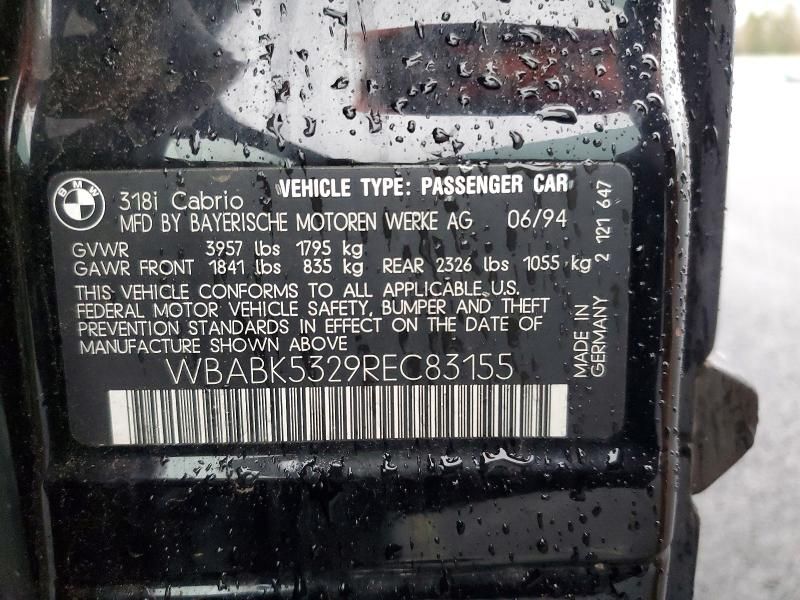 BMW
318i Cabrio VEHICLE TYPE: PASSENGER CAR
MFD BY BAYERISCHE MOTOREN WERKE AG 06/94
GVWR 3957 lbs 1795 kg
GAWR FRONT 1841 lbs 835 kg REAR 2326 lbs 1055 kg
THIS VEHICLE CONFORMS TO ALL APPLICABLE U.S.
FEDERAL MOTOR VEHICLE SAFETY, BUMPER AND THEFT
PREVENTION STANDARDS IN EFFECT ON THE DATE OF
MANUFACTURE SHOWN ABOVE
WBABK5329REC83155
2 121 647
MADE IN
GERMANY